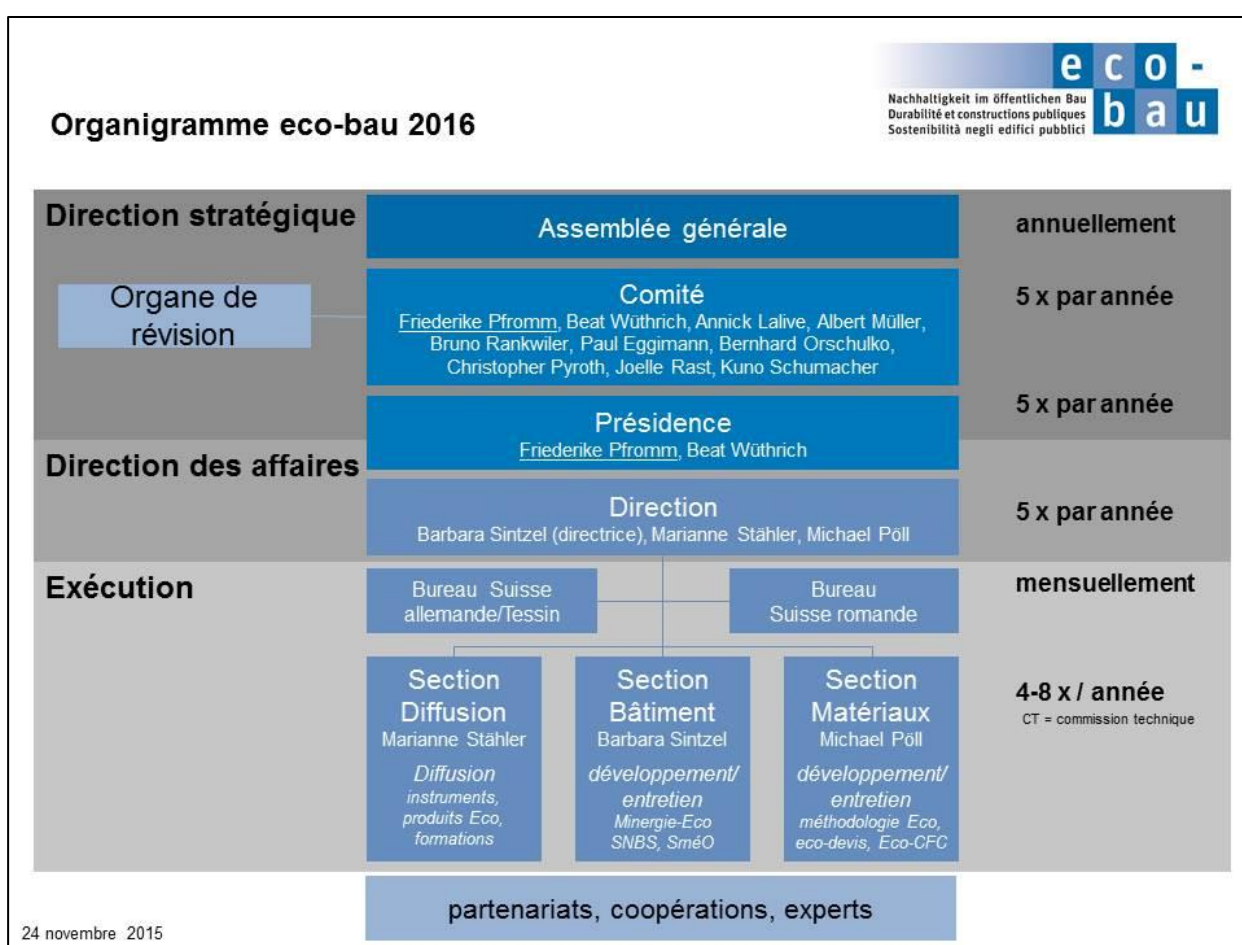 eco-
bau
Nachhaltigkeit im öffentlichen Bau
Durabilité et constructions publiques
Sostenibilità negli edifici pubblici
Organigramme eco-bau 2016
Direction stratégique
Assemblée générale
annuellement
Organe de
révision
Comité
Friederike Pfromm, Beat Wüthrich, Annick Lalive, Albert Müller,
Bruno Rankwiler, Paul Eggimann, Bernhard Orschulko,
Christopher Pyroth, Joelle Rast, Kuno Schumacher
5 x par année
Présidence
Friederike Pfromm, Beat Wüthrich
5 x par année
Direction des affaires
Direction
Barbara Sintzel (directrice), Marianne Stähler, Michael Pöll
5 x par année
Exécution
Bureau Suisse
allemande/Tessin
Bureau
Suisse romande
mensuellement
Section
Diffusion
Marianne Stähler
Diffusion
instruments,
produits Eco,
formations
Section
Bâtiment
Barbara Sintzel
développement/
entretien
Minergie-Eco
SNBS, SméO
Section
Matériaux
Michael Pöll
développement/
entretien
méthodologie Eco,
eco-devis, Eco-CFC
4-8 x / année
CT = commission technique
partenariats, coopérations, experts
24 novembre 2015